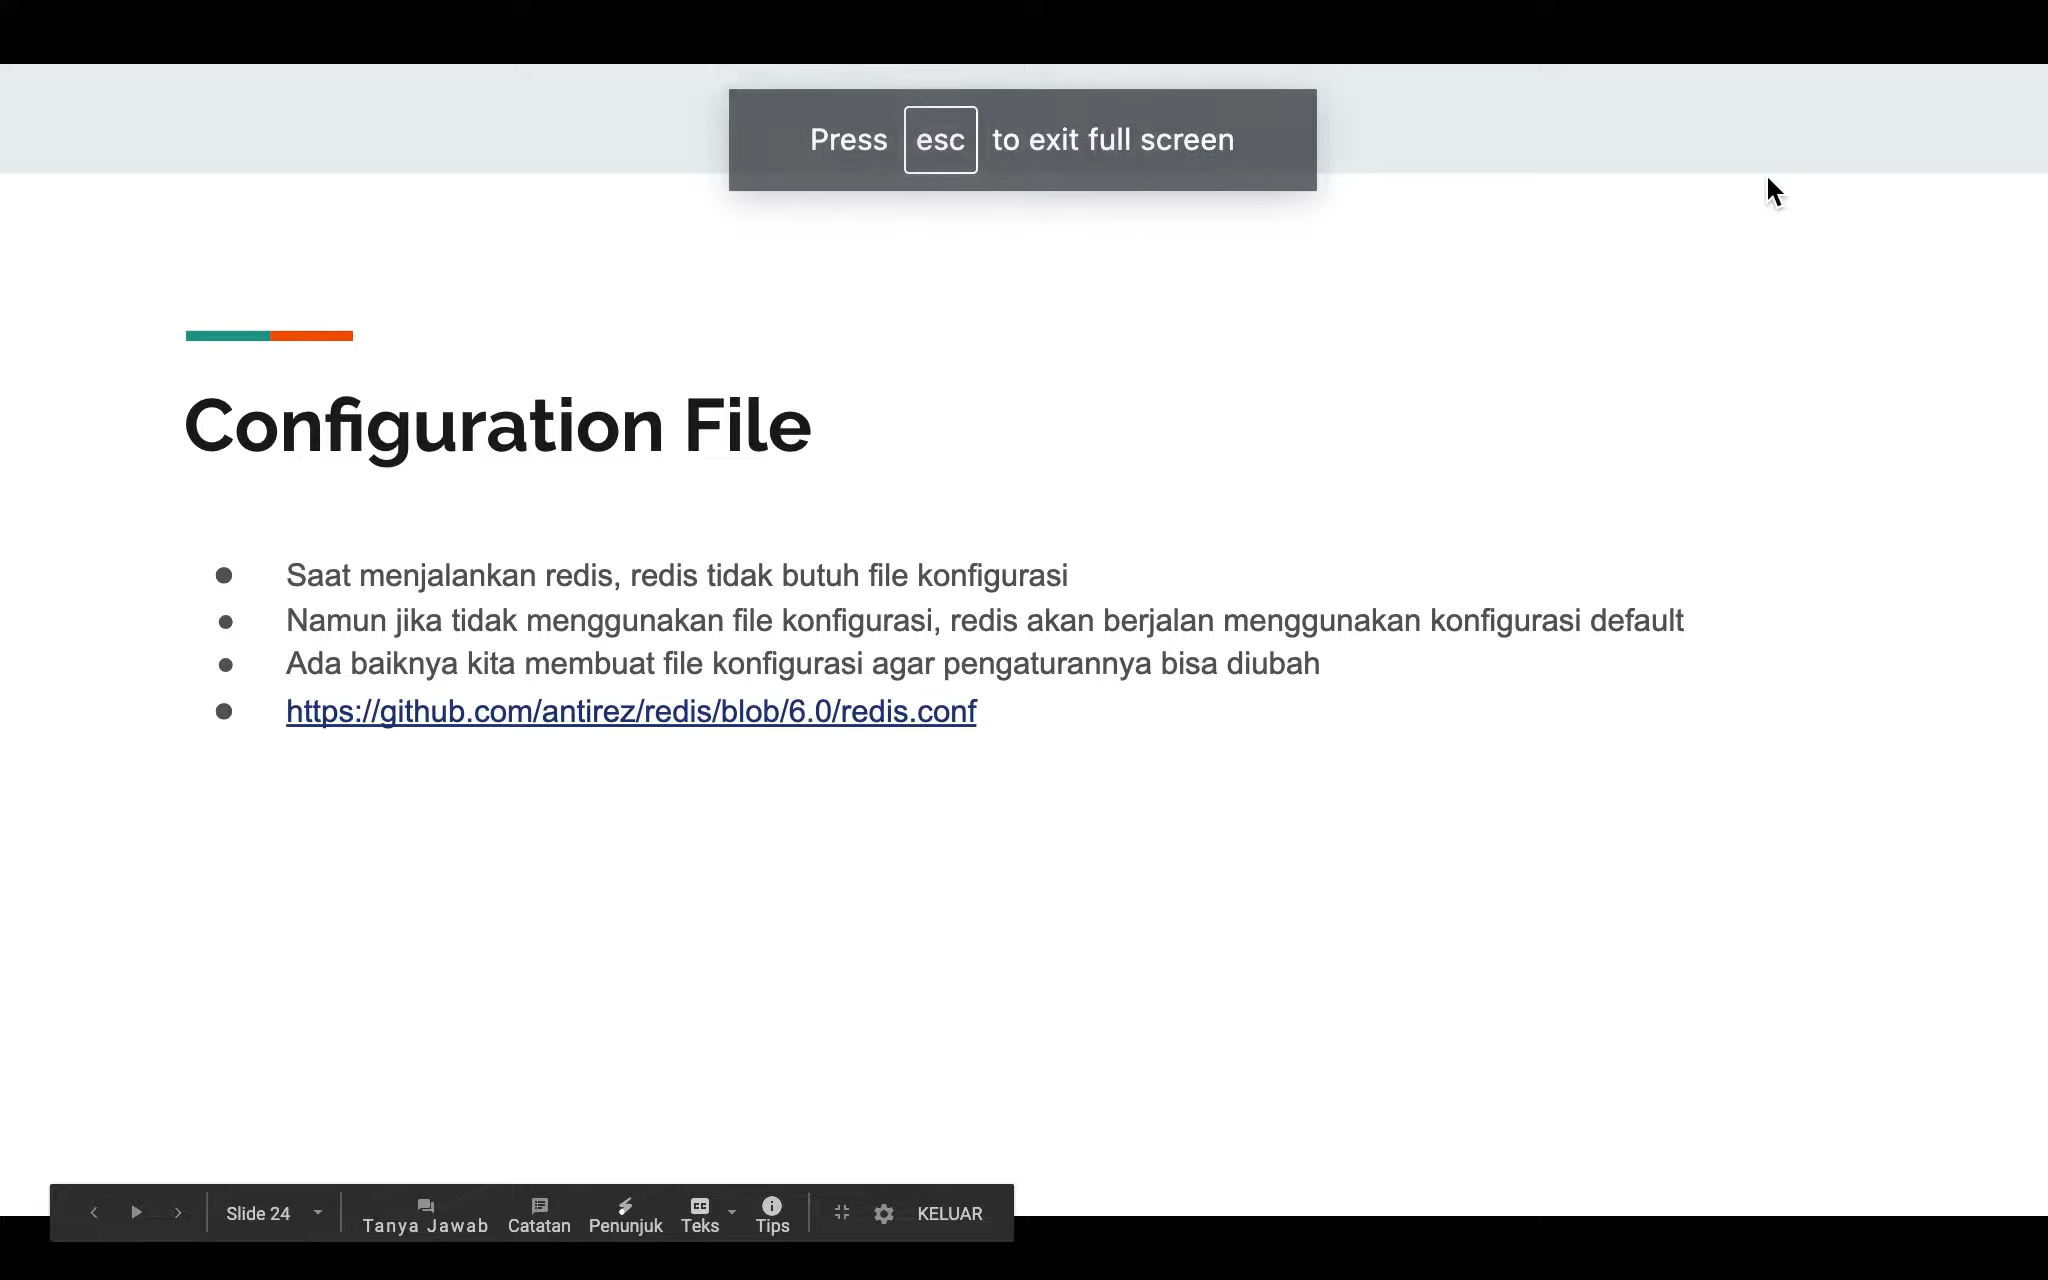 Press esc to exit full screen
Configuration File
● Saat menjalankan redis, redis tidak butuh file konfigurasi
● Namun jika tidak menggunakan file konfigurasi, redis akan berjalan menggunakan konfigurasi default
● Ada baiknya kita membuat file konfigurasi agar pengaturannya bisa diubah
● https://github.com/antirez/redis/blob/6.0/redis.conf
Slide 24 Tanya Jawab Catatan Penunjuk Teks Tips KELUAR